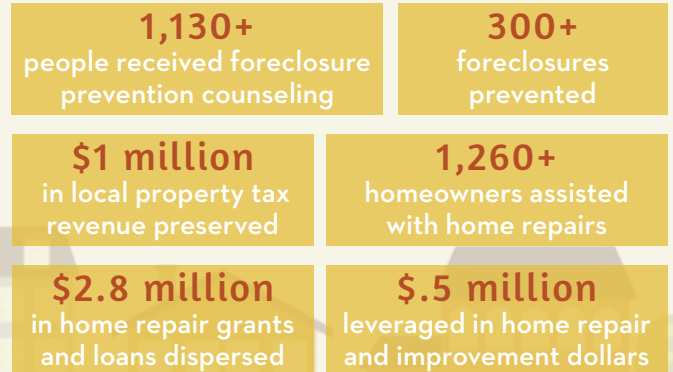 1,130+
people received foreclosure
prevention counseling
300+
foreclosures
prevented
$1 million
in local property tax
revenue preserved
1,260+
homeowners assisted
with home repairs
$2.8 million
in home repair grants
and loans dispersed
$.5 million
leveraged in home repair
and improvement dollars